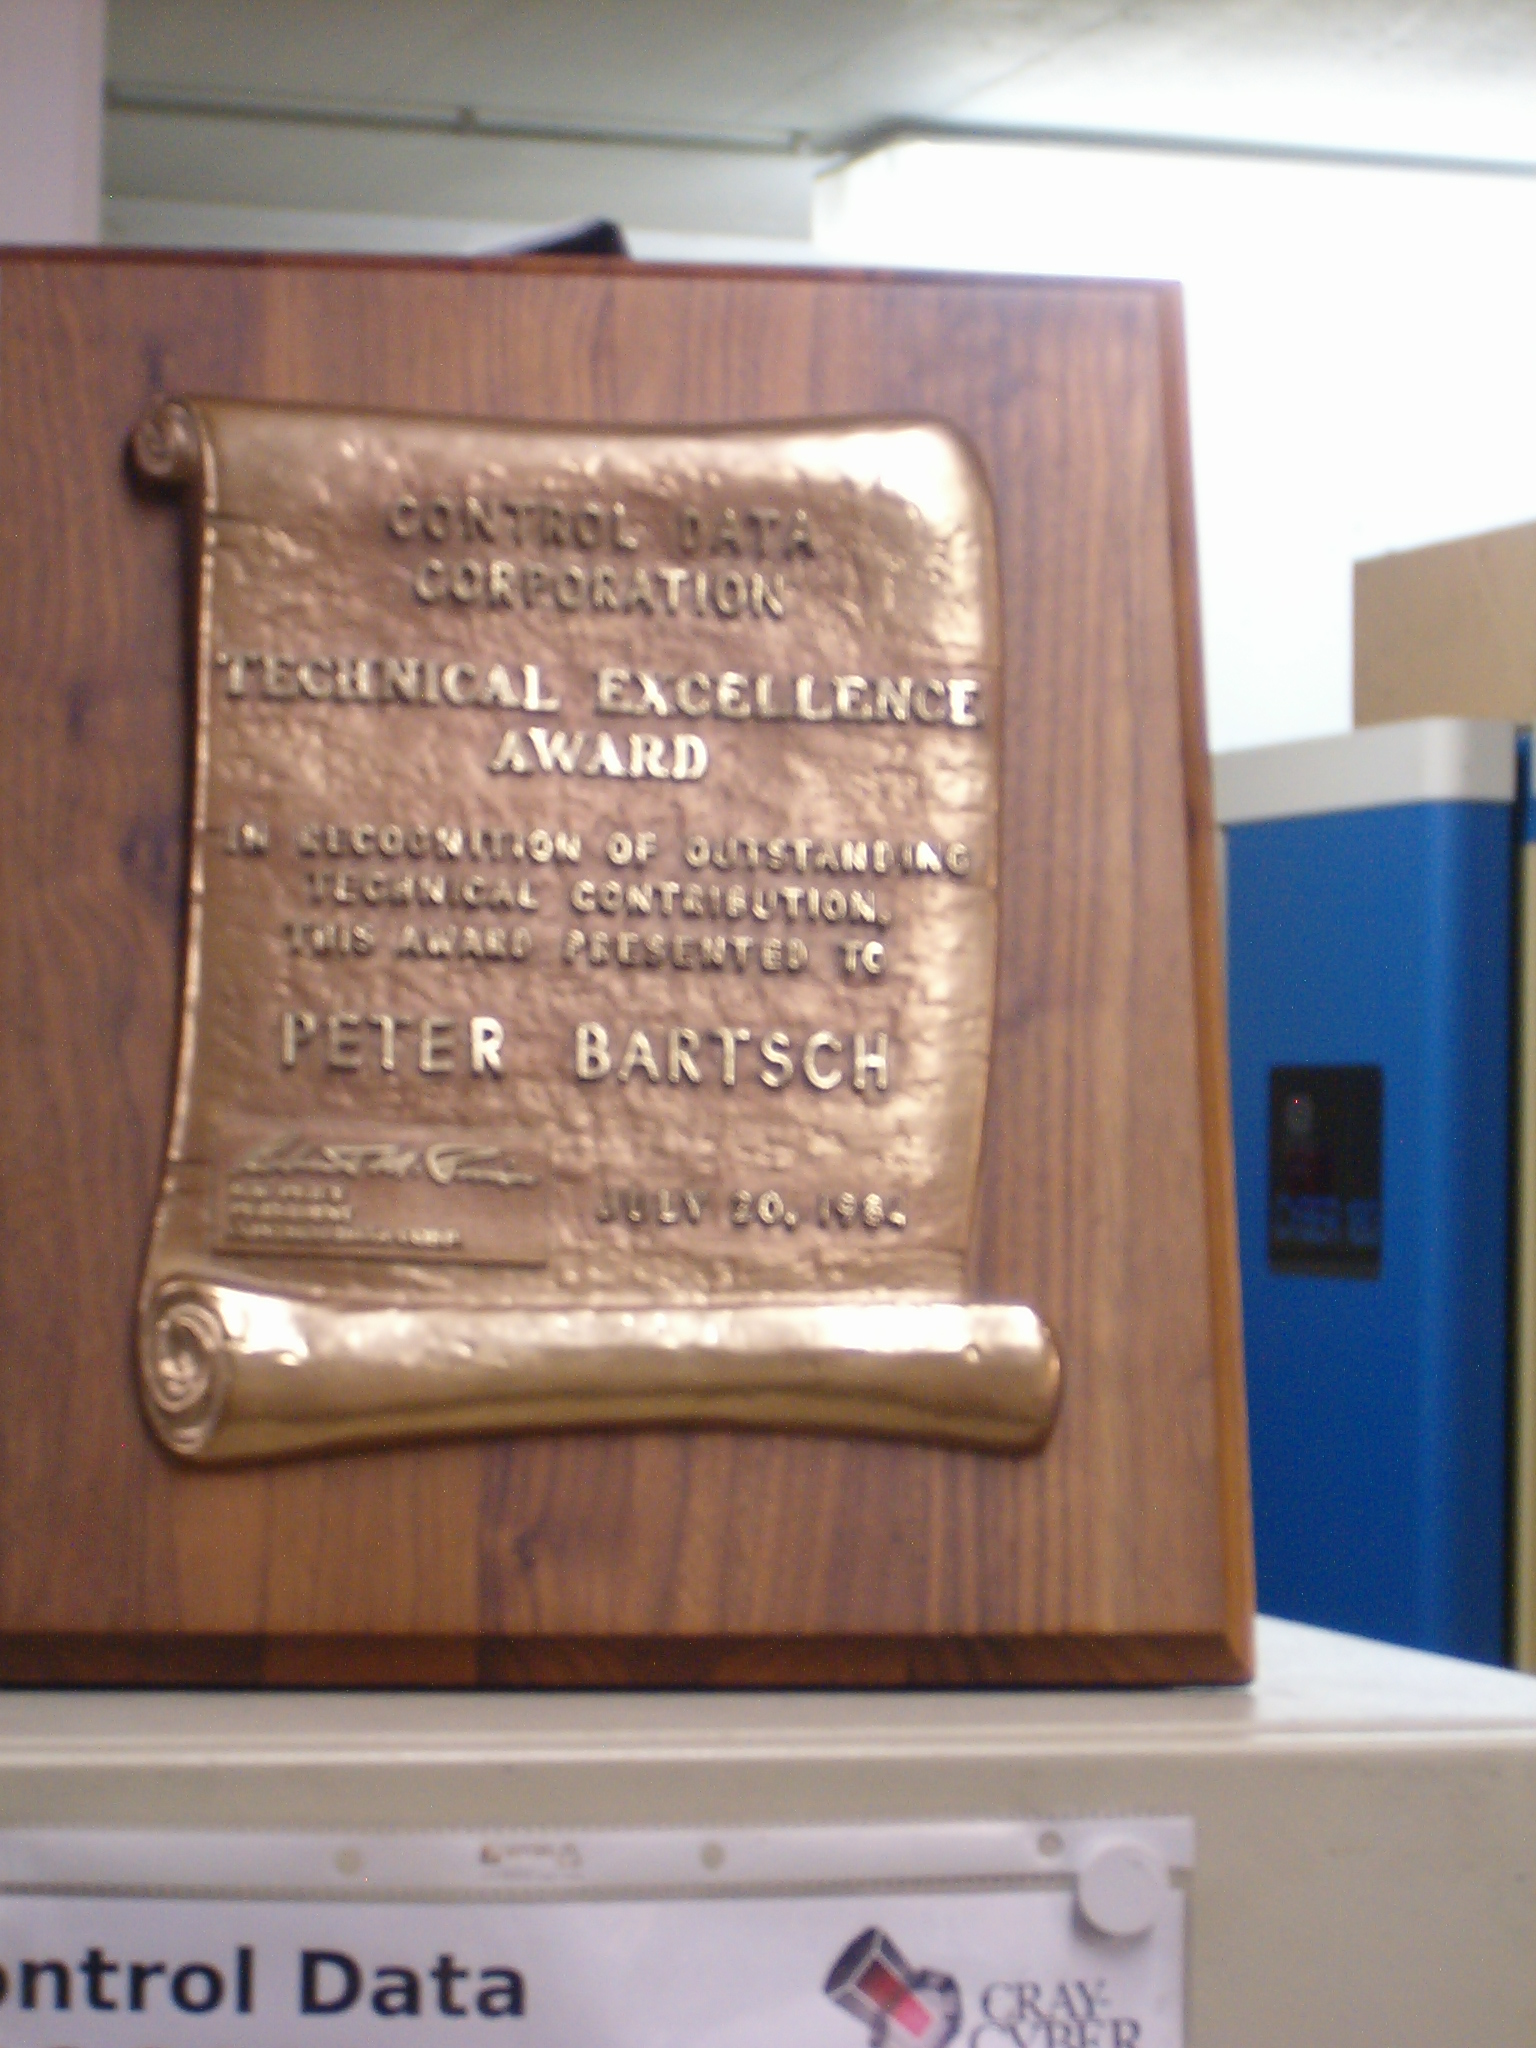 CONTROL DATA
CORPORATION
TECHNICAL EXCELLENCE
AWARD
IN RECOGNITION OF OUTSTANDING
TECHNICAL CONTRIBUTION,
THIS AWARD PRESENTED TO
PETER BARTSCH
JULY 20, 1984
ontrol Data
CRAY-
CYBER